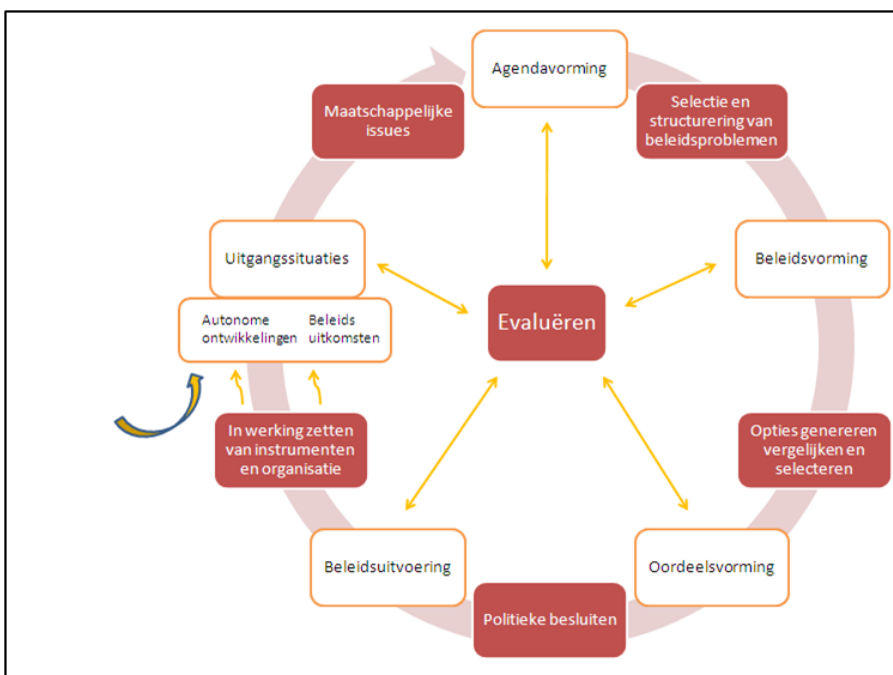 Agendavorming
Maatschappelijke
issues
Selectie en
structurering van
beleidsproblemen
Uitgangssituaties
Beleidsvorming
Autonome
ontwikkelingen
Beleids
uitkomsten
Evaluëren
In werking zetten
van instrumenten
en organisatie
Opties genereren
vergelijken en
selecteren
Beleidsuitvoering
Oordeelsvorming
Politieke besluiten